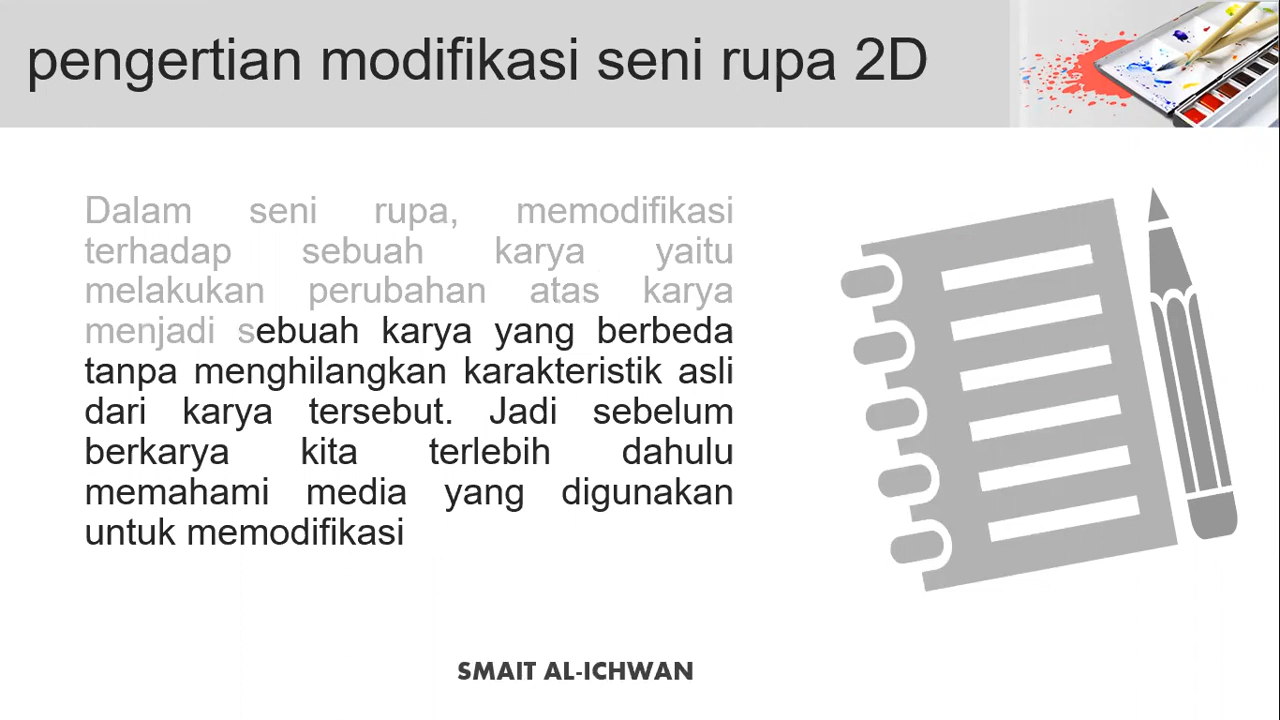 pengertian modifikasi seni rupa 2D
Dalam seni rupa, memodifikasi
terhadap sebuah karya yaitu
melakukan perubahan atas karya
menjadi sebuah karya yang berbeda
tanpa menghilangkan karakteristik asli
dari karya tersebut. Jadi sebelum
berkarya kita terlebih dahulu
memahami media yang digunakan
untuk memodifikasi
SMAIT AL-ICHWAN